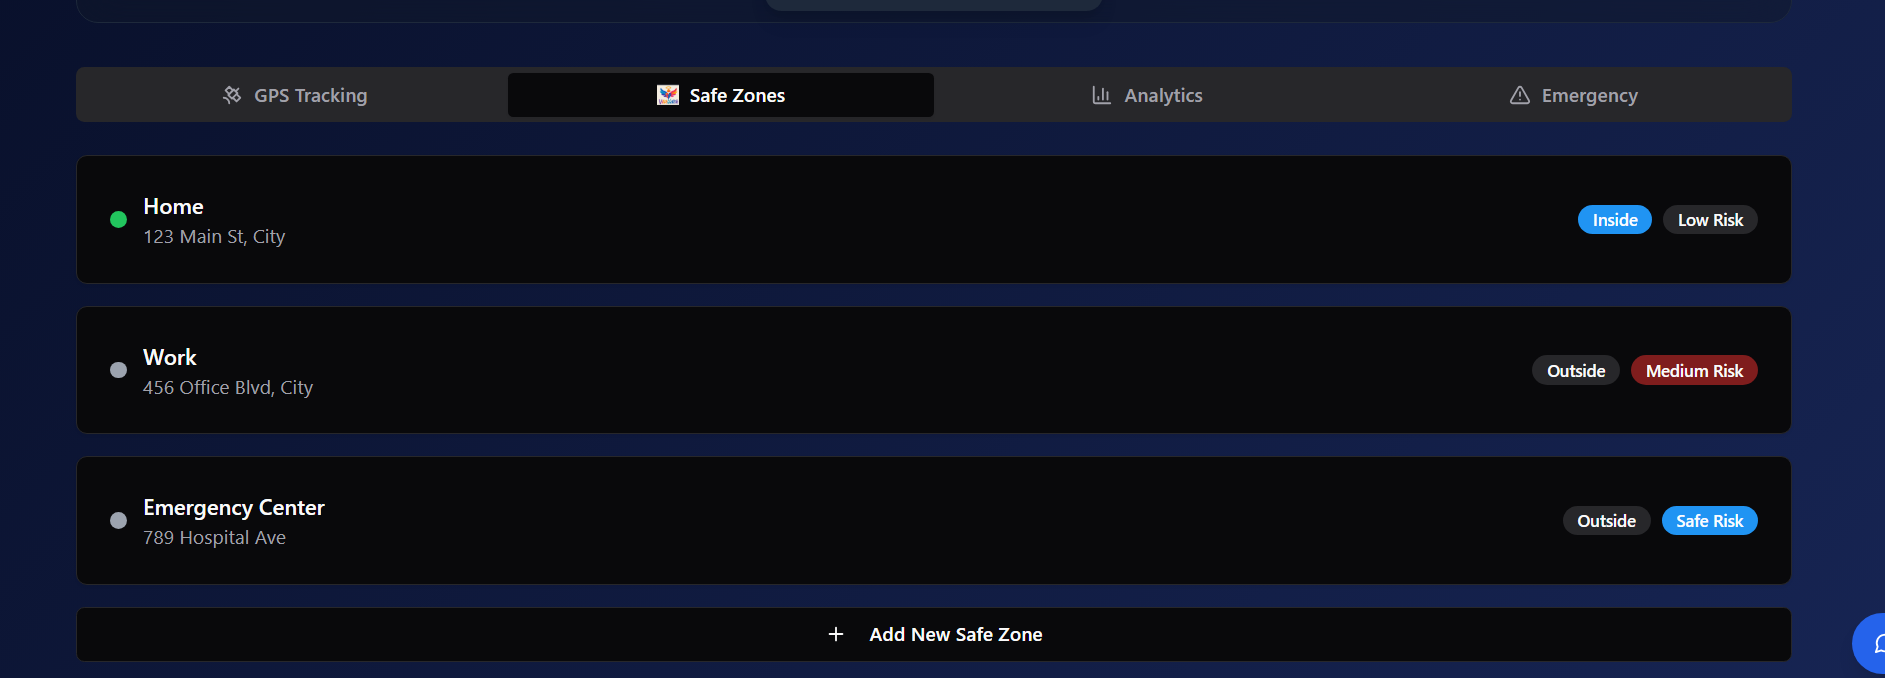 GPS Tracking
Safe Zones
Analytics
Emergency
Home
123 Main St, City
Inside
Low Risk
Work
456 Office Blvd, City
Outside
Medium Risk
Emergency Center
789 Hospital Ave
Outside
Safe Risk
Add New Safe Zone